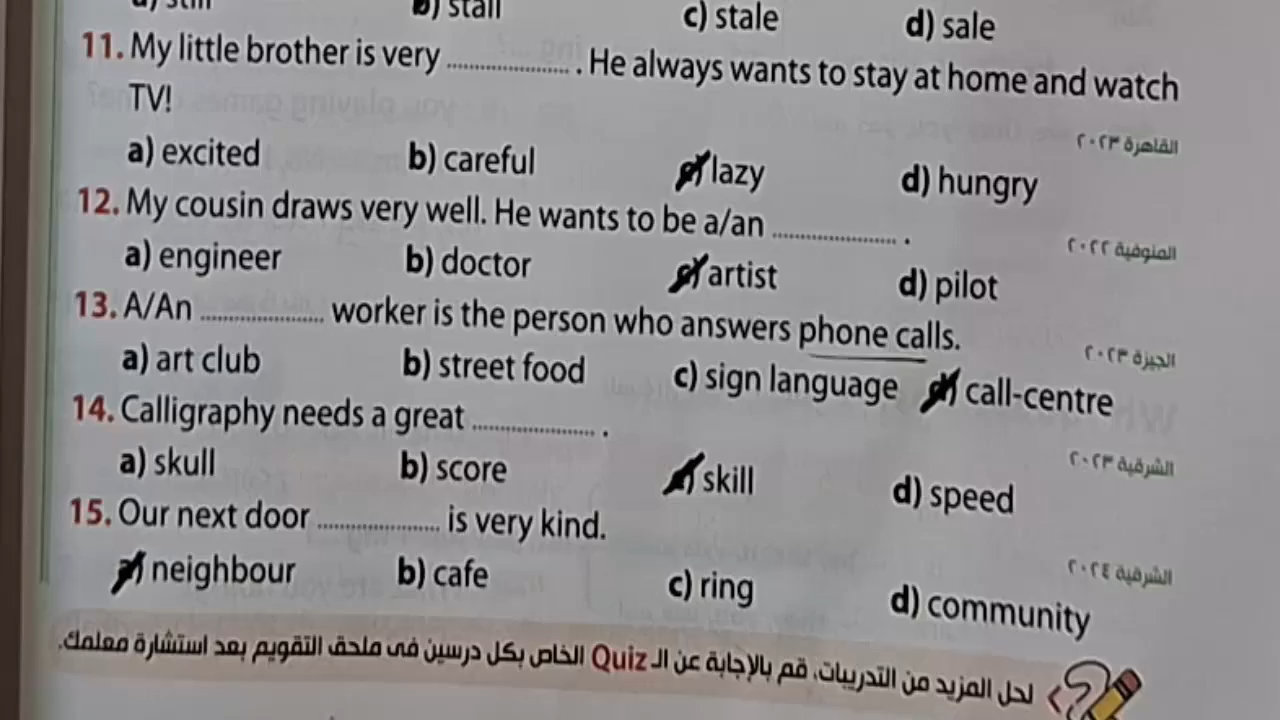 b) stall c) stale d) sale
11. My little brother is very .................... . He always wants to stay at home and watch
TV!
القاهرة ٢٠٢٣
a) excited b) careful c) lazy d) hungry
12. My cousin draws very well. He wants to be a/an .................... .
المنوفية ٢٠٢٢
a) engineer b) doctor c) artist d) pilot
13. A/An .................... worker is the person who answers phone calls.
الجيزة ٢٠٢٣
a) art club b) street food c) sign language d) call-centre
14. Calligraphy needs a great .................... .
الشرقية ٢٠٢٣
a) skull b) score c) skill d) speed
15. Our next door .................... is very kind.
الشرقية ٢٠٢٤
a) neighbour b) cafe c) ring d) community
لحل المزيد من التدريبات، قم بالإجابة عن الـ Quiz الخاص بكل درسين فى ملحق التقويم بعد استشارة معلمك.